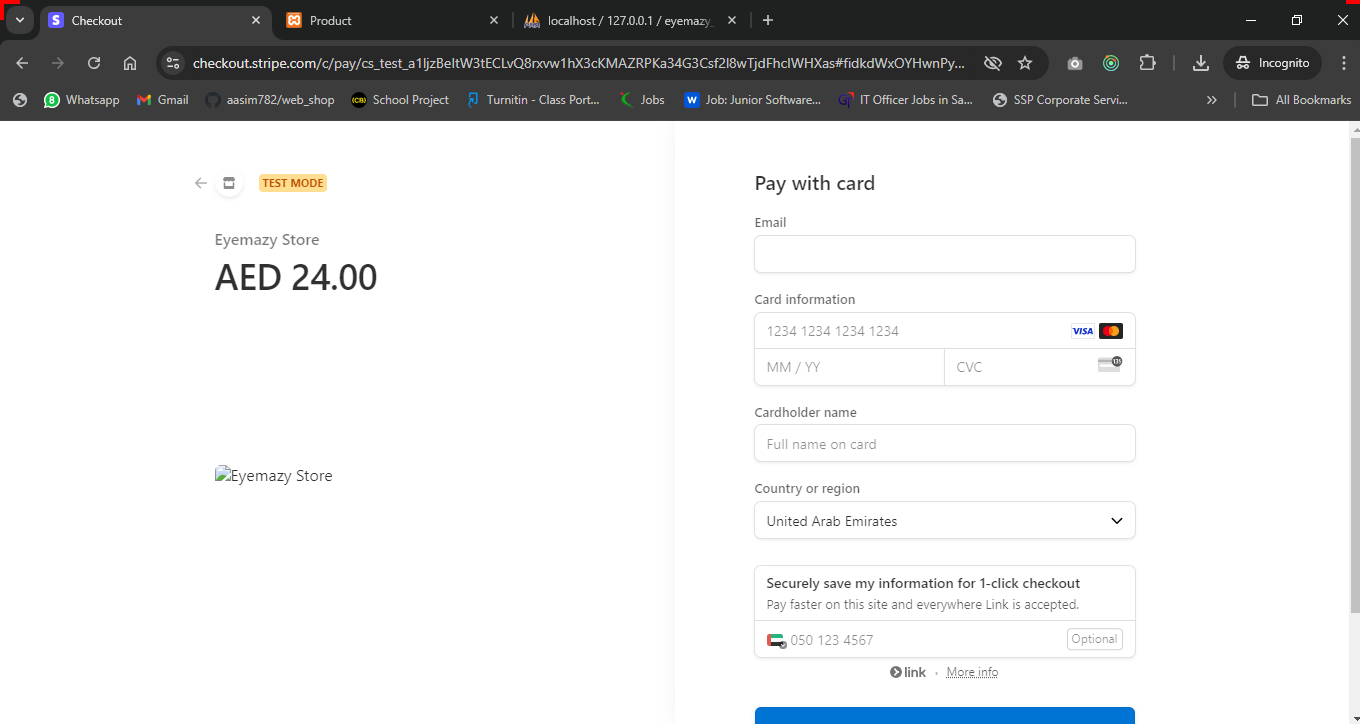 Checkout
Product
localhost / 127.0.0.1 / eyemazy_
checkout.stripe.com/c/pay/cs_test_a1IjzBeItW3tECLvQ8rxvw1hX3cKMAZRPKa34G3Csf2I8wTjdFhclWHXas#fidkdWxOYHwnPy...
Incognito
Whatsapp
Gmail
aasim782/web_shop
School Project
Turnitin - Class Port...
Jobs
Job: Junior Software...
IT Officer Jobs in Sa...
SSP Corporate Servi...
All Bookmarks
TEST MODE
Eyemazy Store
AED 24.00
Eyemazy Store
Pay with card
Email
Card information
1234 1234 1234 1234
VISA
MM / YY
CVC
135
Cardholder name
Full name on card
Country or region
United Arab Emirates
Securely save my information for 1-click checkout
Pay faster on this site and everywhere Link is accepted.
050 123 4567
Optional
link · More info